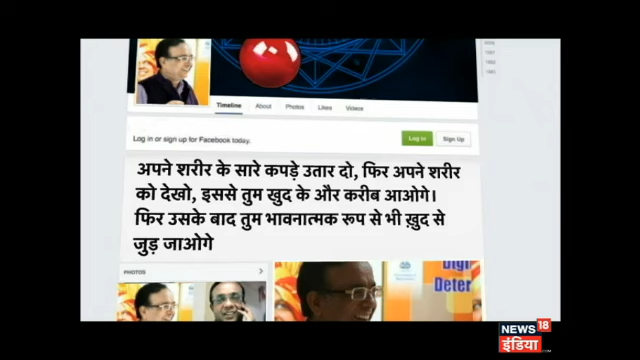 Timeline About Photos Likes Videos
Log in or sign up for Facebook today.
Log In Sign Up
अपने शरीर के सारे कपड़े उतार दो, फिर अपने शरीर
को देखो, इससे तुम खुद के और करीब आओगे।
फिर उसके बाद तुम भावनात्मक रूप से भी ख़ुद से
जुड़ जाओगे
PHOTOS
Digi
Deter
NEWS 18
इंडिया